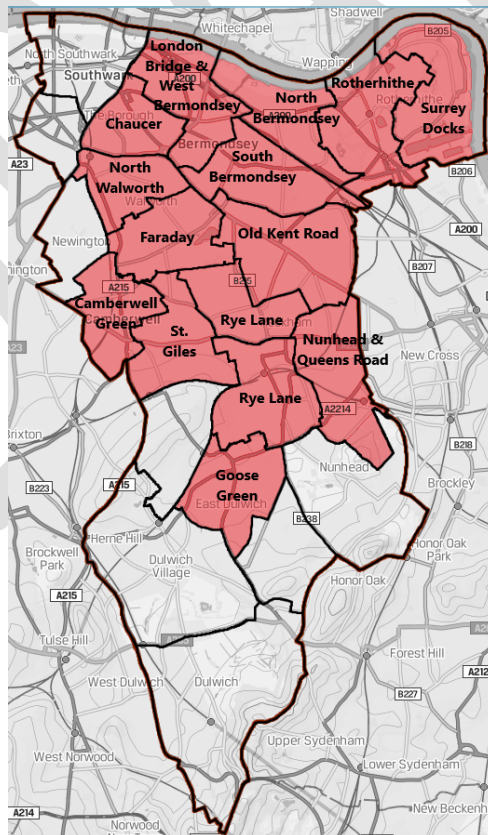 Whitechapel
Shadwell
B205
London
Bridge &
West
Bermondsey
North Southwark
Southwark
A200
Wapping
Rotherhithe
Rotherhithe
North
Bermondsey
A200
Surrey
Docks
The Borough
Chaucer
Bermondsey
South
Bermondsey
A23
B206
North
Walworth
Walworth
A200
Newington
Faraday
Old Kent Road
B207
A215
Camberwell
Green
Camberwell
St.
Giles
Rye Lane
Nunhead &
Queens Road
New Cross
Rye Lane
A2214
Brixton
B218
Goose
Green
Nunhead
B223
A215
East Dulwich
Brockley
B238
Herne Hill
Honor Oak
Park
Brockwell
Park
Dulwich
Village
Honor Oak
A215
Tulse Hill
Forest Hill
A212
West Dulwich
Dulwich
B227
Upper Sydenham
West Norwood
Lower Sydenham
A214
Norwood
New Beckenh